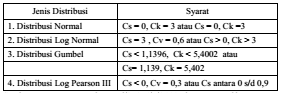 Jenis Distribusi Syarat
1. Distribusi Normal Cs = 0, Ck = 3 atau Cs = 0, Ck =3
2. Distribusi Log Normal Cs = 3 , Cv = 0,6 atau Cs > 0, Ck > 3
3. Distribusi Gumbel Cs < 1,1396, Ck < 5,4002 atau
Cs= 1,139, Ck = 5,402
4. Distribusi Log Pearson III Cs < 0, Cv = 0,3 atau Cs antara 0 s/d 0,9